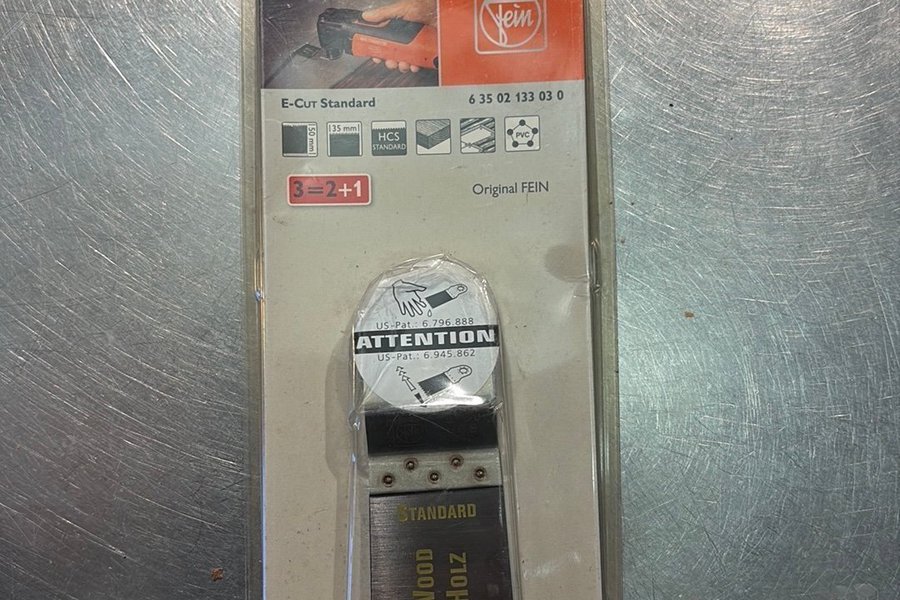 fein
E-Cut Standard
6 35 02 133 03 0
50 mm
35 mm
HCS
STANDARD
PVC
3=2+1
Original FEIN
US-Pat.: 6.796.888
ATTENTION
US-Pat.: 6.945.862
STANDARD
WOOD
HOLZ